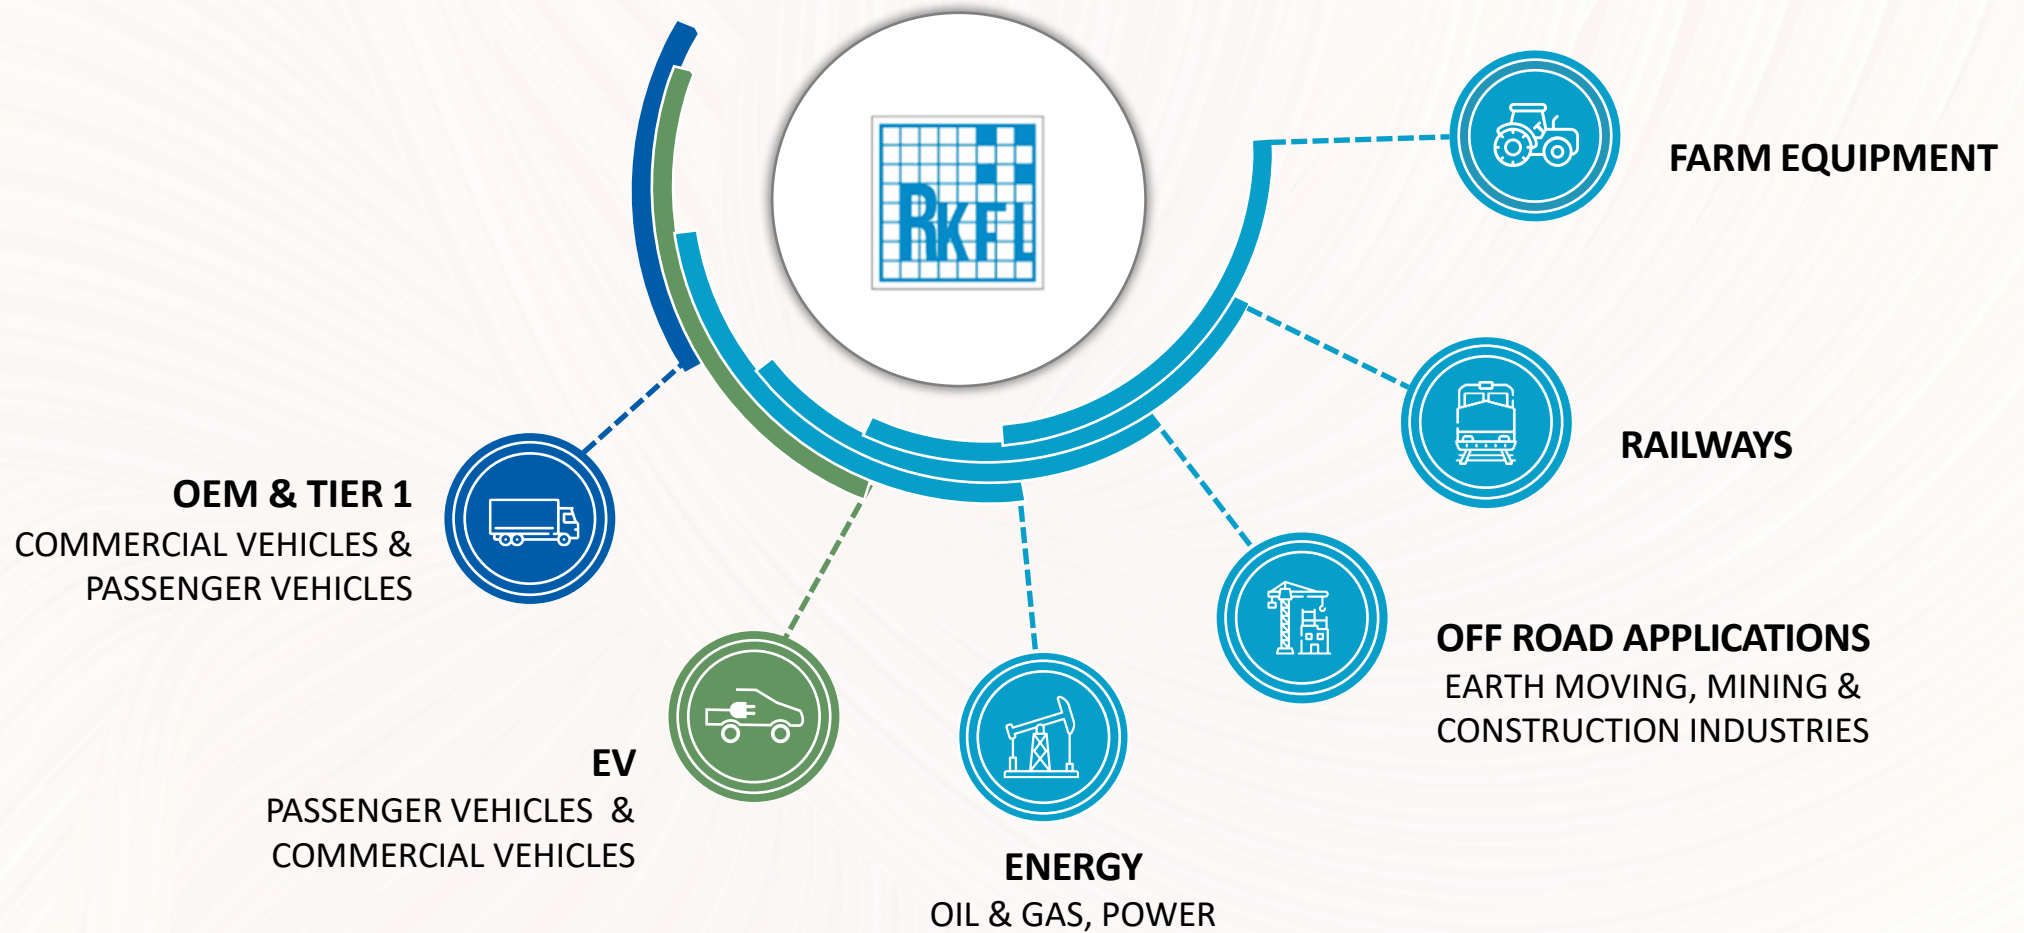 RKFL
FARM EQUIPMENT
RAILWAYS
OEM & TIER 1
COMMERCIAL VEHICLES &
PASSENGER VEHICLES
OFF ROAD APPLICATIONS
EARTH MOVING, MINING &
CONSTRUCTION INDUSTRIES
EV
PASSENGER VEHICLES &
COMMERCIAL VEHICLES
ENERGY
OIL & GAS, POWER